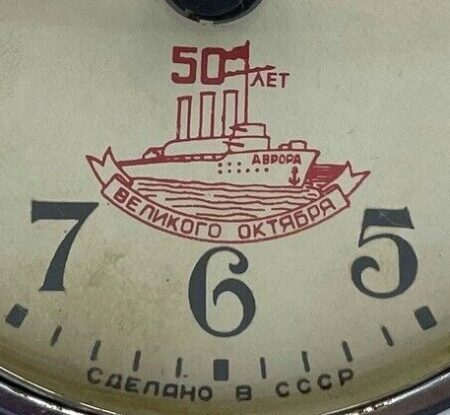 50 ЛЕТ
АВРОРА
ВЕЛИКОГО ОКТЯБРЯ
7 6 5
СДЕЛАНО В СССР